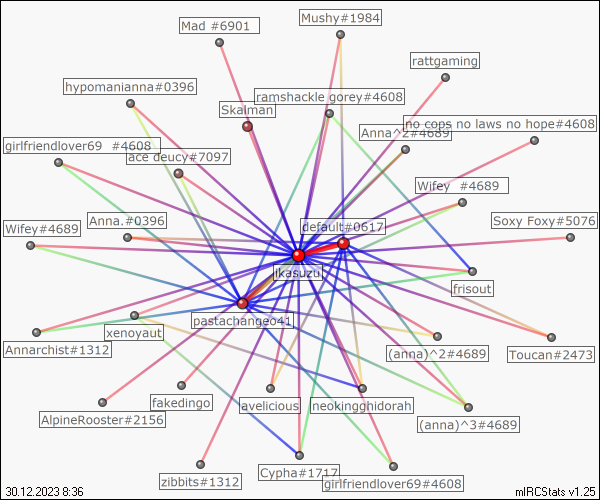 Mushy#1984
Mad #6901
rattgaming
hypomanianna#0396
ramshackle gorey#4608
Skalman
no cops no laws no hope#4608
Anna^2#4689
girlfriendlover69 #4608
ace deucy#7097
Wifey #4689
Anna.#0396
default#0617
Soxy Foxy#5076
Wifey#4689
ikasuzu
frisout
pastachangeo41
xenoyaut
Annarchist#1312
(anna)^2#4689
Toucan#2473
fakedingo
lavelicious
neokingghidorah
AlpineRooster#2156
(anna)^3#4689
Cypha#1717
zibbits#1312
girlfriendlover69#4608
30.12.2023 8:36
mIRCStats v1.25